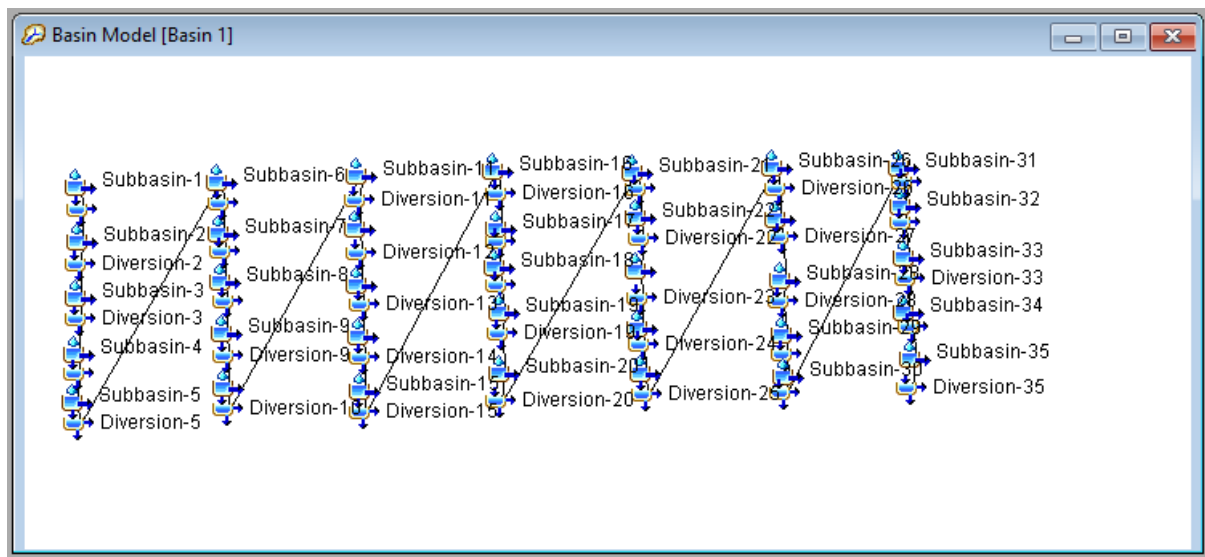 Basin Model [Basin 1]
Subbasin-1
Subbasin-2
Diversion-2
Subbasin-3
Diversion-3
Subbasin-4
Subbasin-5
Diversion-5
Subbasin-6
Subbasin-7
Subbasin-8
Subbasin-9
Diversion-9
Diversion-10
Subbasin-11
Diversion-11
Diversion-12
Diversion-13
Diversion-14
Subbasin-15
Diversion-15
Subbasin-16
Diversion-16
Subbasin-17
Subbasin-18
Subbasin-19
Diversion-19
Subbasin-20
Diversion-20
Subbasin-21
Subbasin-22
Diversion-22
Diversion-23
Diversion-24
Diversion-25
Subbasin-26
Diversion-26
Diversion-27
Subbasin-28
Diversion-28
Subbasin-29
Subbasin-30
Subbasin-31
Subbasin-32
Subbasin-33
Diversion-33
Subbasin-34
Subbasin-35
Diversion-35